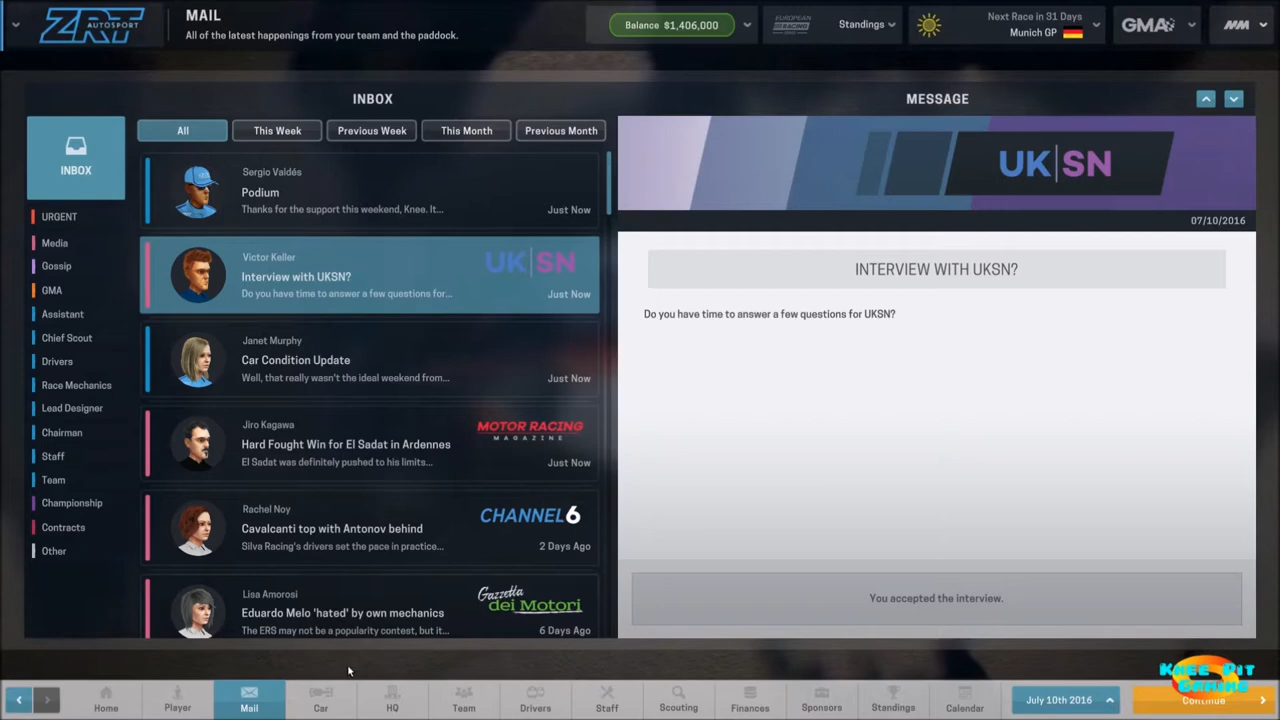 ZRT
AUTOSPORT
MAIL
All of the latest happenings from your team and the paddock.
Balance $1,406,000
EUROPEAN
RACING
Standings
Next Race in 31 Days
Munich GP
GMA
INBOX
MESSAGE
INBOX
All
This Week
Previous Week
This Month
Previous Month
URGENT
Media
Gossip
GMA
Assistant
Chief Scout
Drivers
Race Mechanics
Lead Designer
Chairman
Staff
Team
Championship
Contracts
Other
Sergio Valdés
Podium
Thanks for the support this weekend, Knee. It...
Just Now
Victor Keller
Interview with UKSN?
Do you have time to answer a few questions for...
UK|SN
Just Now
Janet Murphy
Car Condition Update
Well, that really wasn't the ideal weekend from...
Just Now
Jiro Kagawa
Hard Fought Win for El Sadat in Ardennes
El Sadat was definitely pushed to his limits...
MOTOR RACING
MAGAZINE
Just Now
Rachel Noy
Cavalcanti top with Antonov behind
Silva Racing's drivers set the pace in practice...
CHANNEL6
2 Days Ago
Lisa Amorosi
Eduardo Melo 'hated' by own mechanics
The ERS may not be a popularity contest, but it...
Gazzetta
dei Motori
6 Days Ago
UK|SN
07/10/2016
INTERVIEW WITH UKSN?
Do you have time to answer a few questions for UKSN?
You accepted the interview.
Knee Pit
Gaming
Home
Player
Mail
Car
HQ
Team
Drivers
Staff
Scouting
Finances
Sponsors
Standings
Calendar
July 10th 2016
Continue